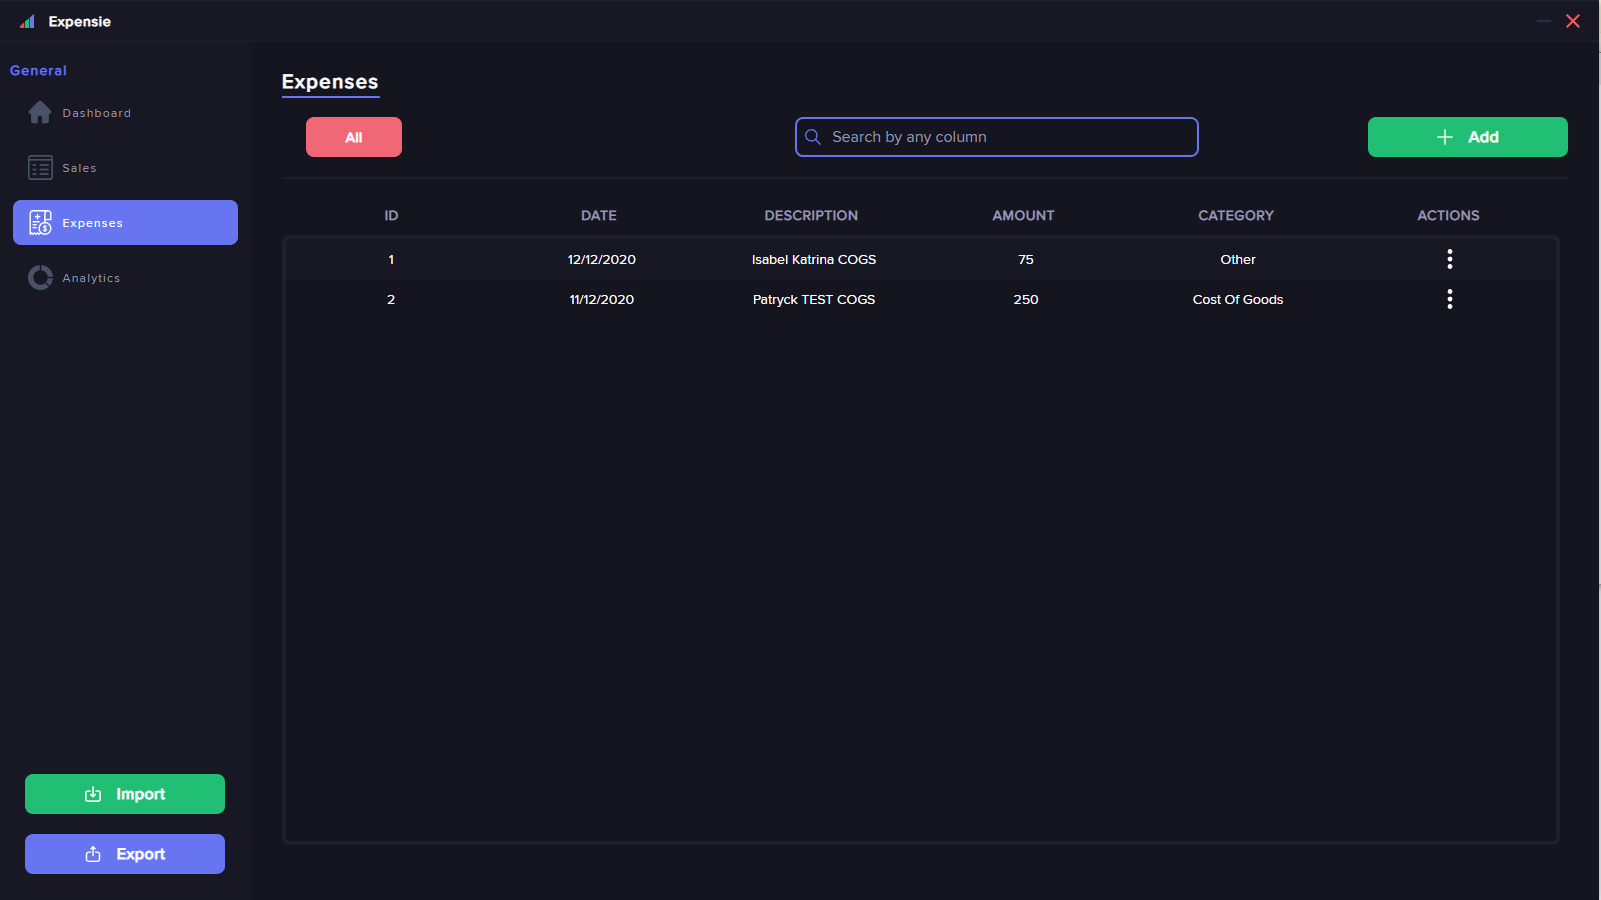 Expensie
General
Dashboard
Sales
Expenses
Analytics
Import
Export
Expenses
All
Search by any column
Add
ID DATE DESCRIPTION AMOUNT CATEGORY ACTIONS
1 12/12/2020 Isabel Katrina COGS 75 Other
2 11/12/2020 Patryck TEST COGS 250 Cost Of Goods